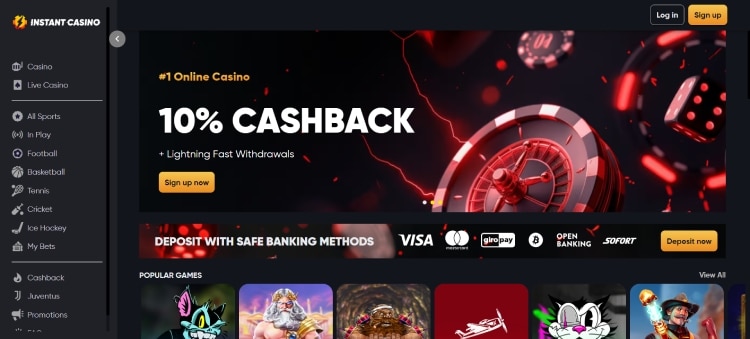 INSTANT CASINO
Log in
Sign up
Casino
Live Casino
All Sports
In Play
Football
Basketball
Tennis
Cricket
Ice Hockey
My Bets
Cashback
Juventus
Promotions
#1 Online Casino
10% CASHBACK
+ Lightning Fast Withdrawals
Sign up now
DEPOSIT WITH SAFE BANKING METHODS
VISA
mastercard
giropay
OPEN
BANKING
SOFORT
Deposit now
POPULAR GAMES
View All